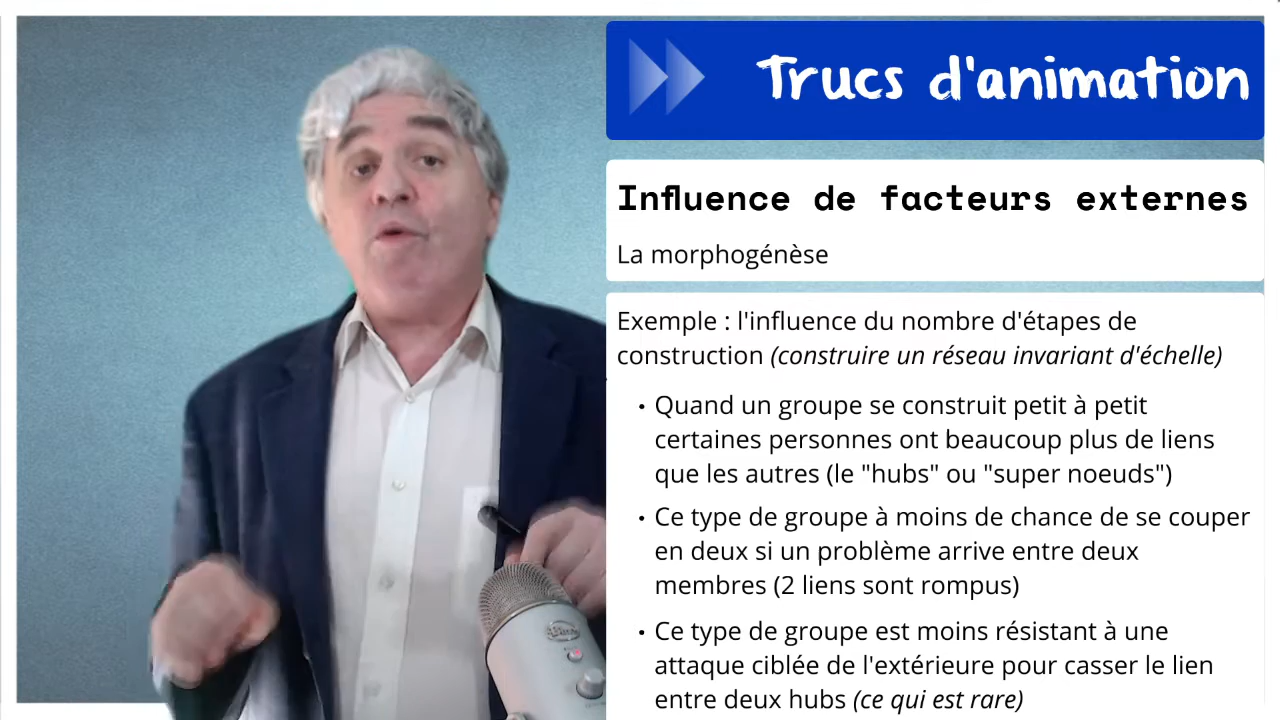 Trucs d'animation
Influence de facteurs externes
La morphogénèse
Exemple : l'influence du nombre d'étapes de
construction (construire un réseau invariant d'échelle)
• Quand un groupe se construit petit à petit
certaines personnes ont beaucoup plus de liens
que les autres (le "hubs" ou "super noeuds")
• Ce type de groupe à moins de chance de se couper
en deux si un problème arrive entre deux
membres (2 liens sont rompus)
• Ce type de groupe est moins résistant à une
attaque ciblée de l'extérieure pour casser le lien
entre deux hubs (ce qui est rare)